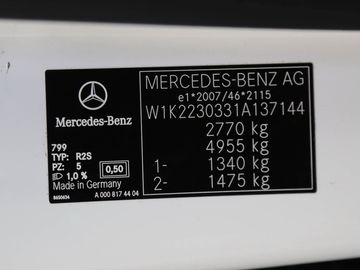 Mercedes-Benz
799
TYP: R2S
PZ: 5
1,0 %
0,50
Made in Germany
8650634
A 000 817 44 04
MERCEDES-BENZ AG
e1*2007/46*2115
W1K2230331A137144
2770 kg
4955 kg
1- 1340 kg
2- 1475 kg